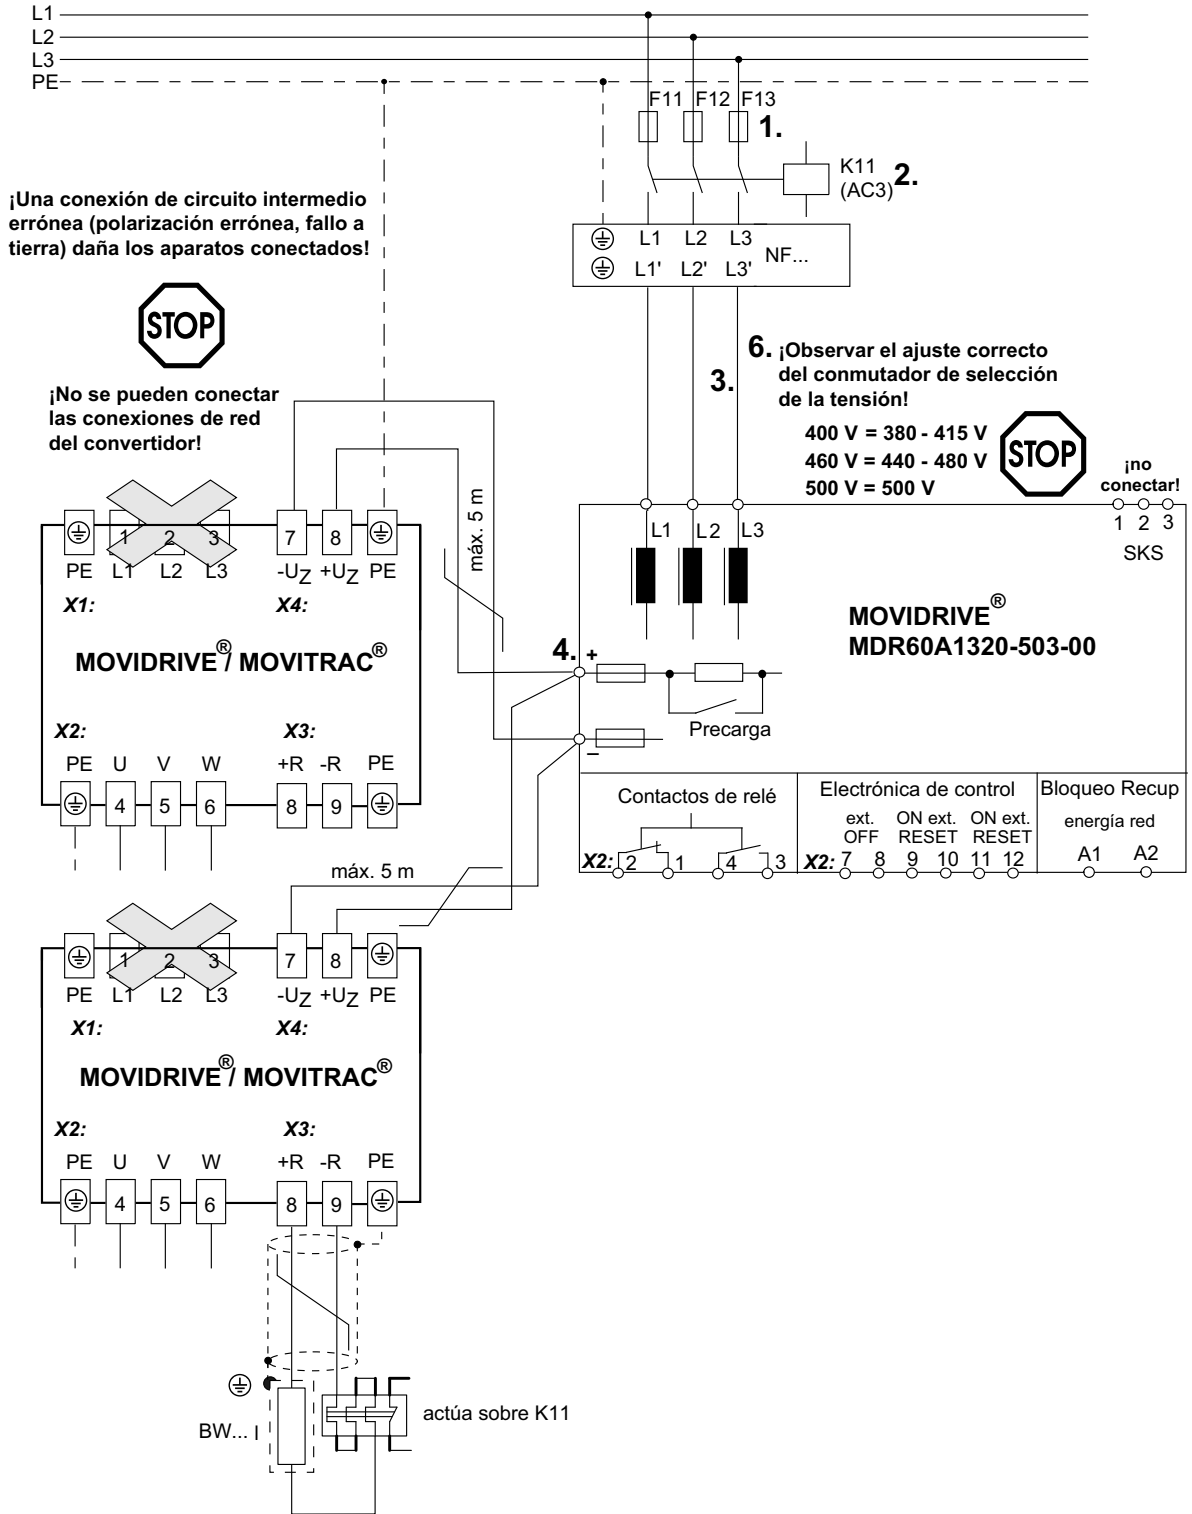 L1
L2
L3
PE
F11 F12 F13
1.
K11
(AC3)
2.
¡Una conexión de circuito intermedio
errónea (polarización errónea, fallo a
tierra) daña los aparatos conectados!
STOP
¡No se pueden conectar
las conexiones de red
del convertidor!
L1 L2 L3
L1' L2' L3'
NF...
6. ¡Observar el ajuste correcto
del conmutador de selección
de la tensión!
3.
400 V = 380 - 415 V
460 V = 440 - 480 V
500 V = 500 V
STOP
¡no
conectar!
1 2 3
SKS
máx. 5 m
1 2 3 7 8
PE L1 L2 L3 -UZ +UZ PE
X1: X4:
MOVIDRIVE®/ MOVITRAC®
X2: X3:
PE U V W +R -R PE
4 5 6 8 9
L1 L2 L3
MOVIDRIVE®
MDR60A1320-503-00
4. +
Precarga
–
Contactos de relé
X2: 2 1 4 3
Electrónica de control
ext. ON ext. ON ext.
OFF RESET RESET
X2: 7 8 9 10 11 12
Bloqueo Recup
energía red
A1 A2
máx. 5 m
1 2 3 7 8
PE L1 L2 L3 -UZ +UZ PE
X1: X4:
MOVIDRIVE®/ MOVITRAC®
X2: X3:
PE U V W +R -R PE
4 5 6 8 9
BW...
actúa sobre K11